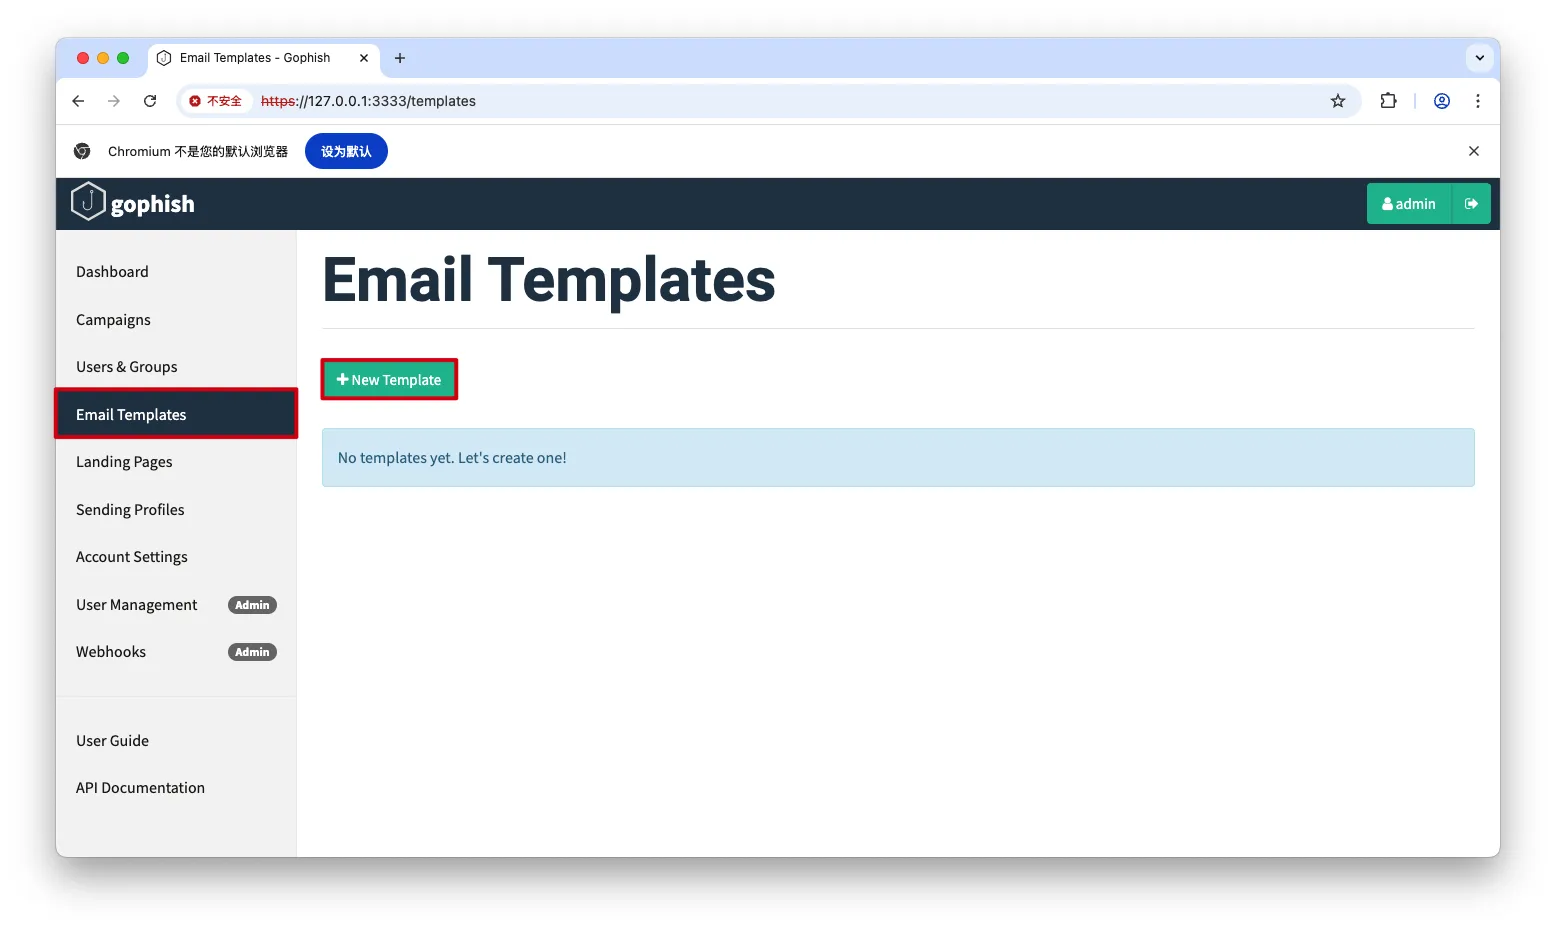 Email Templates - Gophish
不安全 https://127.0.0.1:3333/templates
Chromium 不是您的默认浏览器 设为默认
gophish
admin
Dashboard
Campaigns
Users & Groups
Email Templates
Landing Pages
Sending Profiles
Account Settings
User Management Admin
Webhooks Admin
User Guide
API Documentation
Email Templates
New Template
No templates yet. Let's create one!